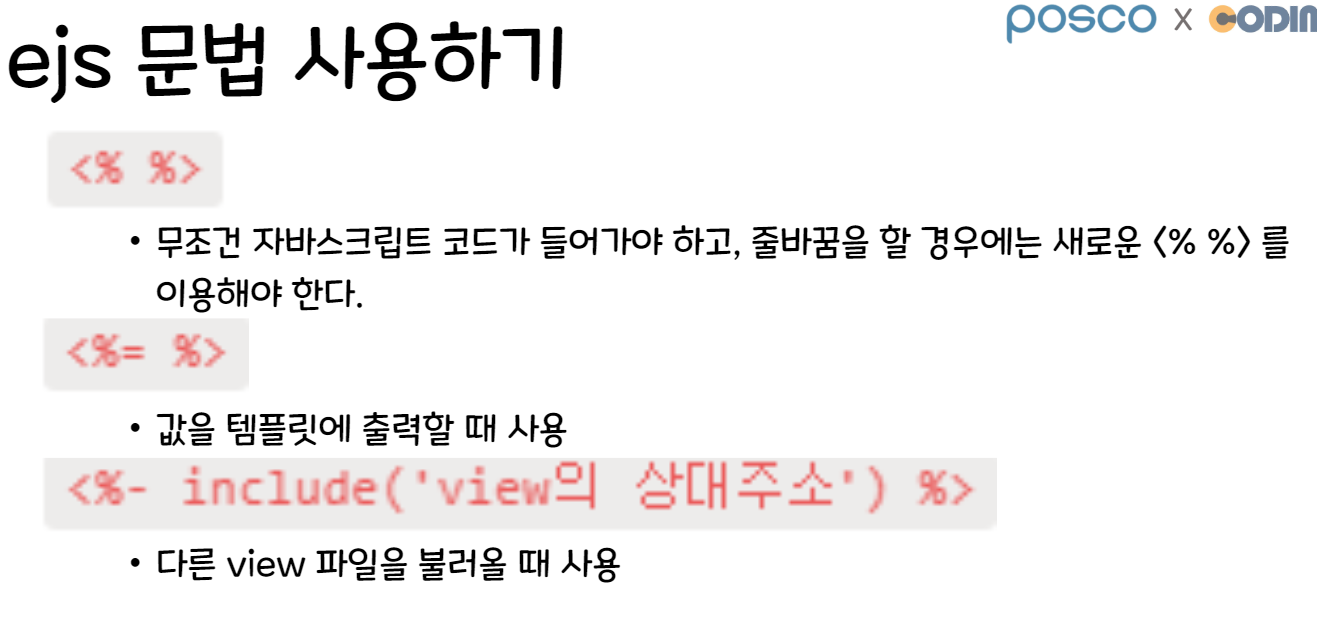 posco x CODIN
ejs 문법 사용하기
<% %>
• 무조건 자바스크립트 코드가 들어가야 하고, 줄바꿈을 할 경우에는 새로운 <% %> 를
이용해야 한다.
<%= %>
• 값을 템플릿에 출력할 때 사용
<%- include('view의 상대주소') %>
• 다른 view 파일을 불러올 때 사용